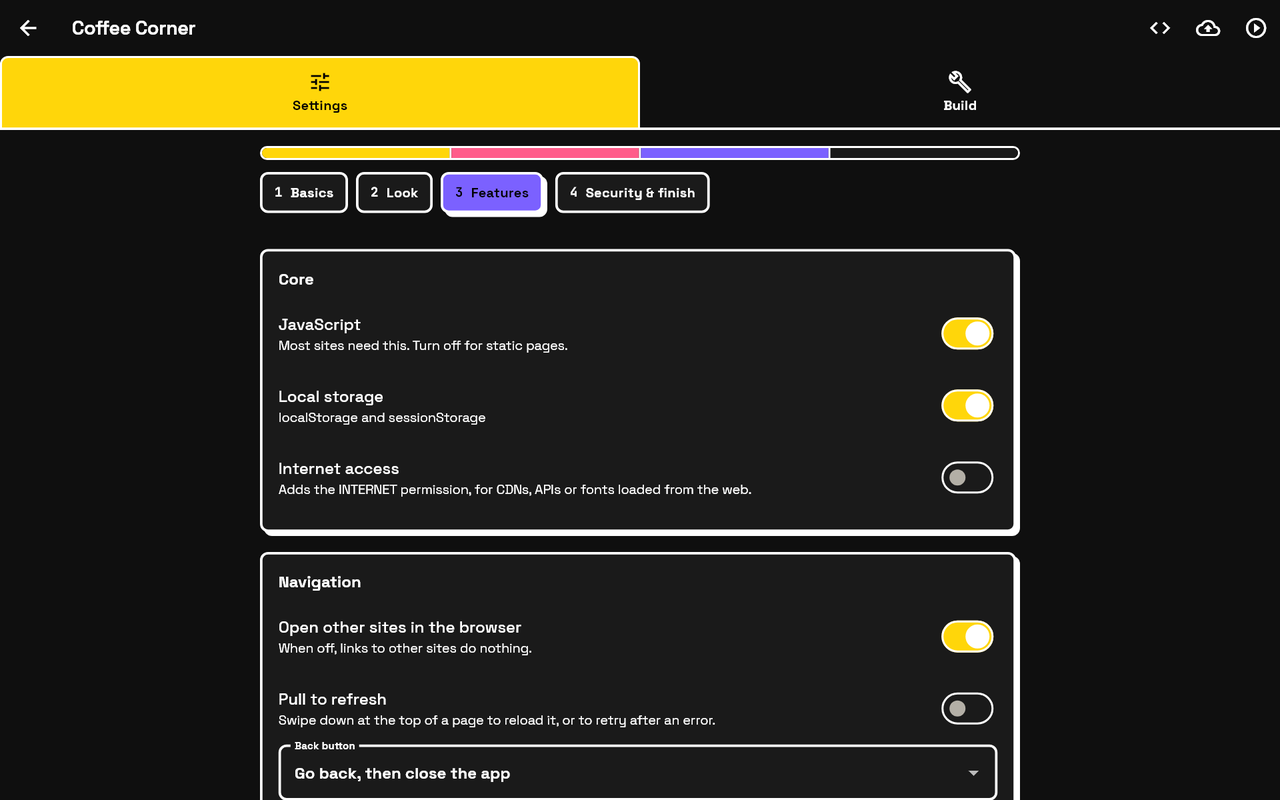 Coffee Corner
Settings
Build
1 Basics
2 Look
3 Features
4 Security & finish
Core
JavaScript
Most sites need this. Turn off for static pages.
Local storage
localStorage and sessionStorage
Internet access
Adds the INTERNET permission, for CDNs, APIs or fonts loaded from the web.
Navigation
Open other sites in the browser
When off, links to other sites do nothing.
Pull to refresh
Swipe down at the top of a page to reload it, or to retry after an error.
Back button
Go back, then close the app